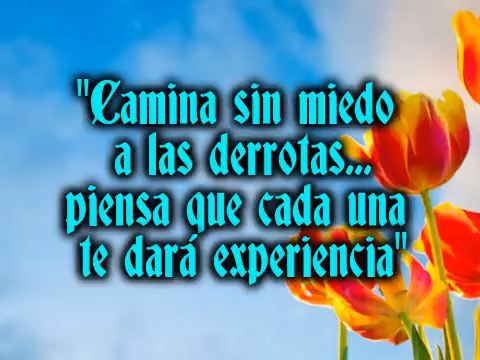 "Camina sin miedo
a las derrotas...
piensa que cada una
te dará experiencia"